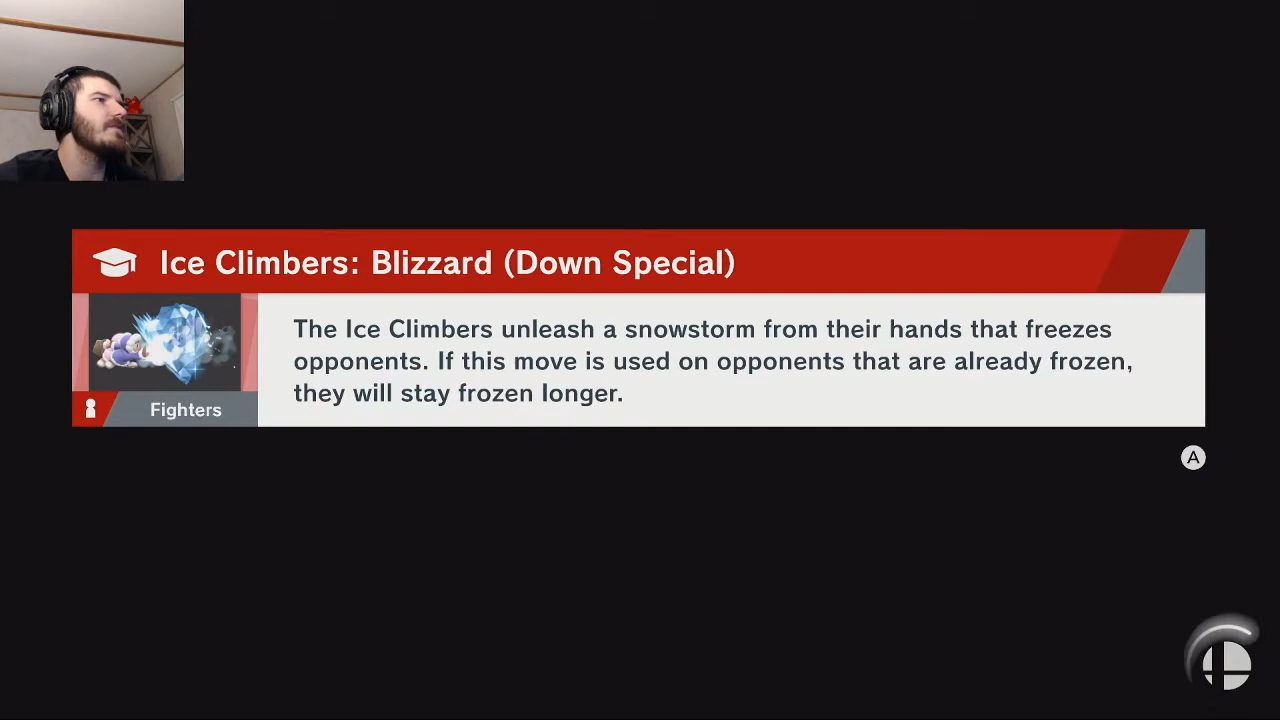 Ice Climbers: Blizzard (Down Special)
The Ice Climbers unleash a snowstorm from their hands that freezes
opponents. If this move is used on opponents that are already frozen,
they will stay frozen longer.
Fighters
A